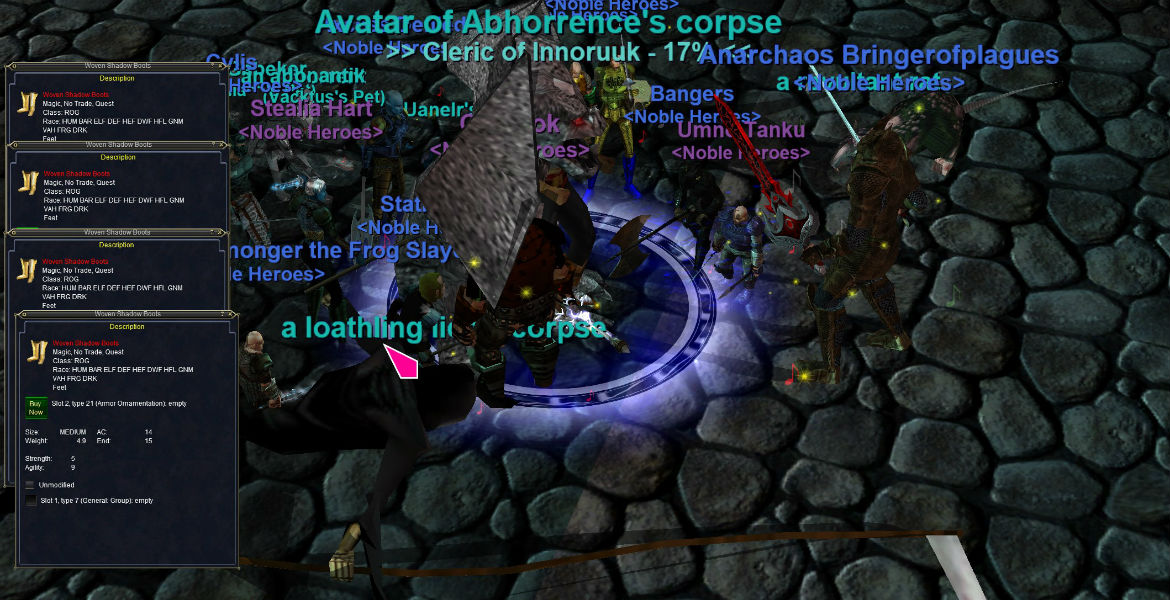 <Noble Heroes>
Avatar of Abhorrence's corpse
<Noble Heroes>
>> Cleric of Innoruuk - 17% <<
Anarchaos Bringerofplagues
<Noble Heroes>
(Vacktus's Pet)
Stealia Hart
<Noble Heroes>
Bangers
<Noble Heroes>
Tanku
<Noble Heroes>
<Noble H
monger the Frog Slay
e Heroes>
a loathling
corpse
Woven Shadow Boots
Description
Woven Shadow Boots
Magic, No Trade, Quest
Class: ROG
Race: HUM BAR ELF DEF HEF DWF HFL GNM
VAH FRG DRK
Feet
Woven Shadow Boots
Description
Woven Shadow Boots
Magic, No Trade, Quest
Class: ROG
Race: HUM BAR ELF DEF HEF DWF HFL GNM
VAH FRG DRK
Feet
Woven Shadow Boots
Description
Woven Shadow Boots
Magic, No Trade, Quest
Class: ROG
Race: HUM BAR ELF DEF HEF DWF HFL GNM
VAH FRG DRK
Feet
Woven Shadow Boots
Description
Woven Shadow Boots
Magic, No Trade, Quest
Class: ROG
Race: HUM BAR ELF DEF HEF DWF HFL GNM
VAH FRG DRK
Feet
Buy Now
Slot 2, type 21 (Armor Ornamentation): empty
Size: MEDIUM AC: 14
Weight: 4.9 End: 15
Strength: 5
Agility: 9
Unmodified
Slot 1, type 7 (General: Group): empty